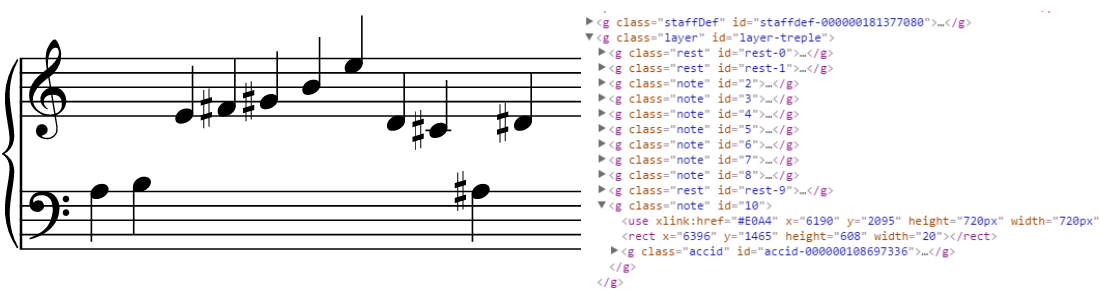 ▶<g class="staffDef" id="staffdef-000000181377080">…</g>
▼<g class="layer" id="layer-treple">
▶<g class="rest" id="rest-0">…</g>
▶<g class="rest" id="rest-1">…</g>
▶<g class="note" id="2">…</g>
▶<g class="note" id="3">…</g>
▶<g class="note" id="4">…</g>
▶<g class="note" id="5">…</g>
▶<g class="note" id="6">…</g>
▶<g class="note" id="7">…</g>
▶<g class="note" id="8">…</g>
▶<g class="rest" id="rest-9">…</g>
▼<g class="note" id="10">
<use xlink:href="#E0A4" x="6190" y="2095" height="720px" width="720px"
<rect x="6396" y="1465" height="608" width="20"></rect>
▶<g class="accid" id="accid-000000108697336">…</g>
</g>
</g>